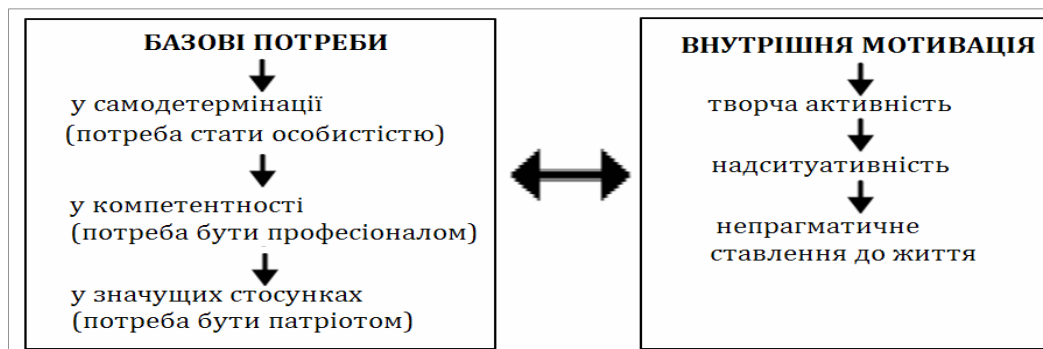 БАЗОВІ ПОТРЕБИ
у самодетермінації
(потреба стати особистістю)
у компетентності
(потреба бути професіоналом)
у значущих стосунках
(потреба бути патріотом)
ВНУТРІШНЯ МОТИВАЦІЯ
творча активність
надситуативність
непрагматичне
ставлення до життя